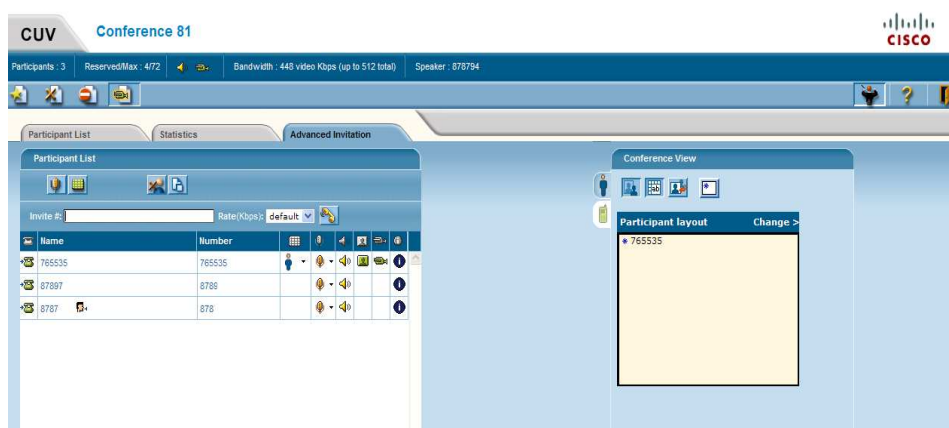 CUV Conference 81
CISCO
Participants : 3 Reserved/Max : 4/72 Bandwidth : 448 video Kbps (up to 512 total) Speaker : 878794
Participant List Statistics Advanced Invitation
Participant List
Conference View
Invite #: Rate(Kbps): default
Participant layout Change >
Name Number
* 765535
765535 765535
87897 8789
8787 878